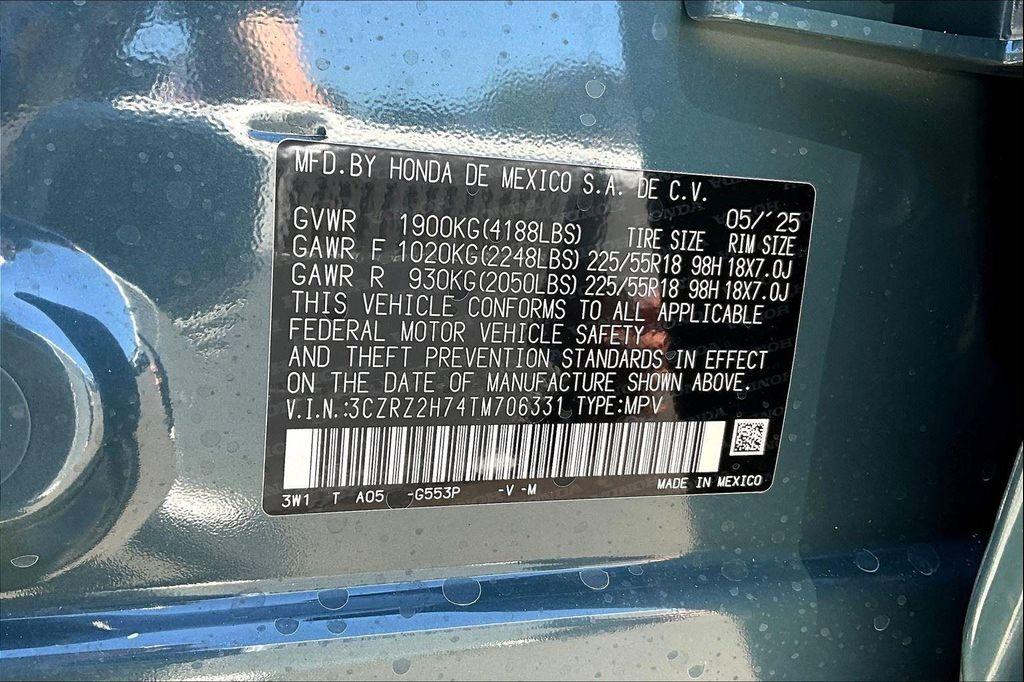 MFD.BY HONDA DE MEXICO S.A. DE C.V.
05/'25
GVWR 1900KG(4188LBS) TIRE SIZE RIM SIZE
GAWR F 1020KG(2248LBS) 225/55R18 98H 18X7.0J
GAWR R 930KG(2050LBS) 225/55R18 98H 18X7.0J
THIS VEHICLE CONFORMS TO ALL APPLICABLE
FEDERAL MOTOR VEHICLE SAFETY
AND THEFT PREVENTION STANDARDS IN EFFECT
ON THE DATE OF MANUFACTURE SHOWN ABOVE.
V.I.N.:3CZRZ2H74TM706331 TYPE:MPV
3W1 T A05 -G553P -V -M MADE IN MEXICO